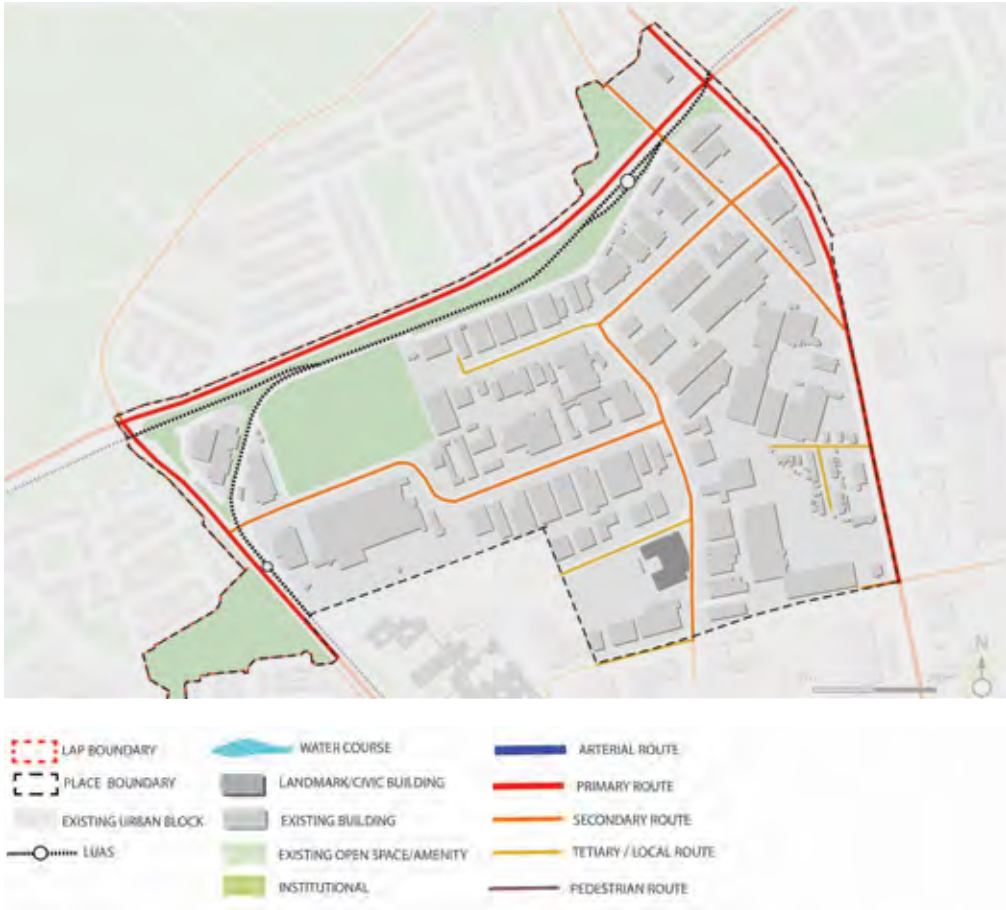 N
LAP BOUNDARY
PLACE BOUNDARY
EXISTING URBAN BLOCK
LUAS
WATER COURSE
LANDMARK/CIVIC BUILDING
EXISTING BUILDING
EXISTING OPEN SPACE/AMENITY
INSTITUTIONAL
ARTERIAL ROUTE
PRIMARY ROUTE
SECONDARY ROUTE
TETIARY / LOCAL ROUTE
PEDESTRIAN ROUTE